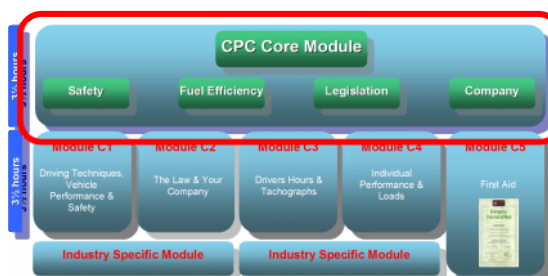 CPC Core Module
Safety
Fuel Efficiency
Legislation
Company
3½ hours
3½ hours
Module C1
Driving Techniques,
Vehicle
Performance &
Safety
Module C2
The Law & Your
Company
Module C3
Drivers Hours &
Tachographs
Module C4
Individual
Performance &
Loads
Module C5
First Aid
Industry Specific Module
Industry Specific Module